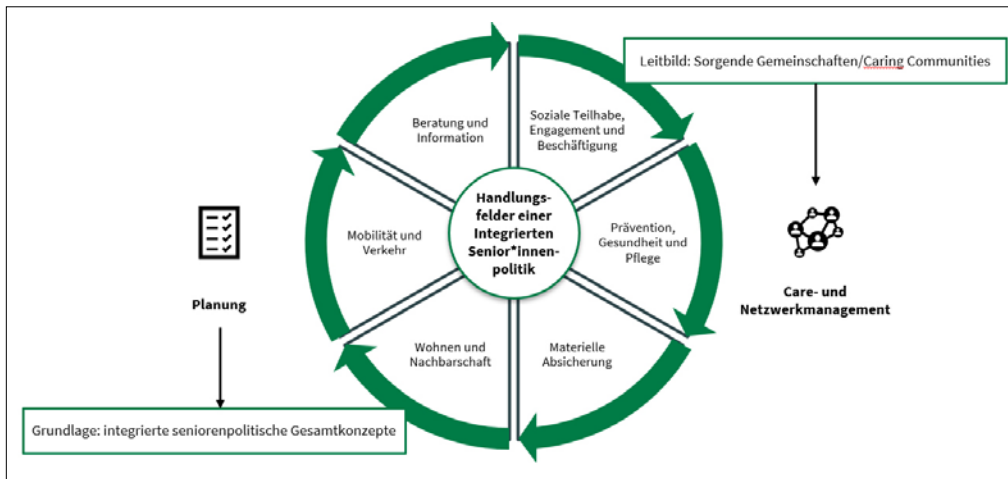 Leitbild: Sorgende Gemeinschaften/Caring Communities
Beratung und
Information
Soziale Teilhabe,
Engagement und
Beschäftigung
Handlungs-
felder einer
Integrierten
Senior*innen-
politik
Mobilität und
Verkehr
Prävention,
Gesundheit und
Pflege
Planung
Care- und
Netzwerkmanagement
Wohnen und
Nachbarschaft
Materielle
Absicherung
Grundlage: integrierte seniorenpolitische Gesamtkonzepte